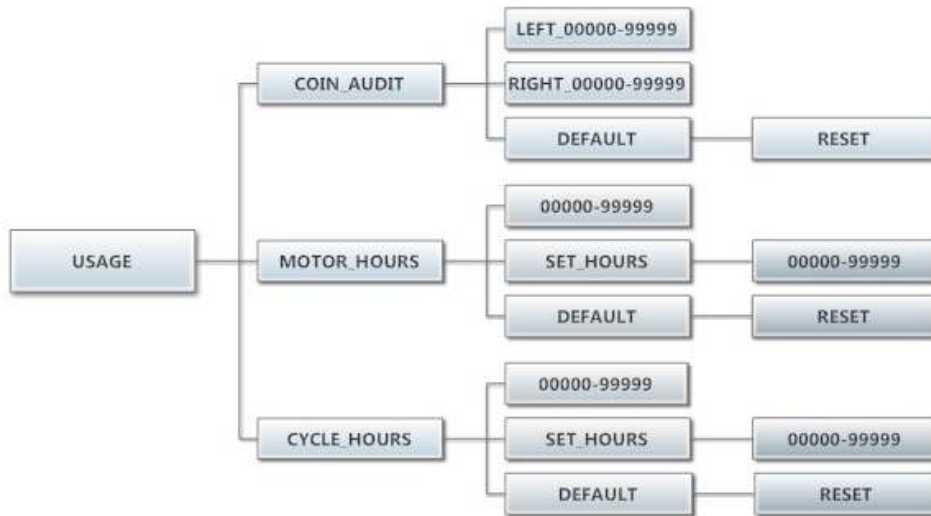 USAGE
COIN_AUDIT
LEFT_00000-99999
RIGHT_00000-99999
DEFAULT
RESET
MOTOR_HOURS
00000-99999
SET_HOURS
00000-99999
DEFAULT
RESET
CYCLE_HOURS
00000-99999
SET_HOURS
00000-99999
DEFAULT
RESET